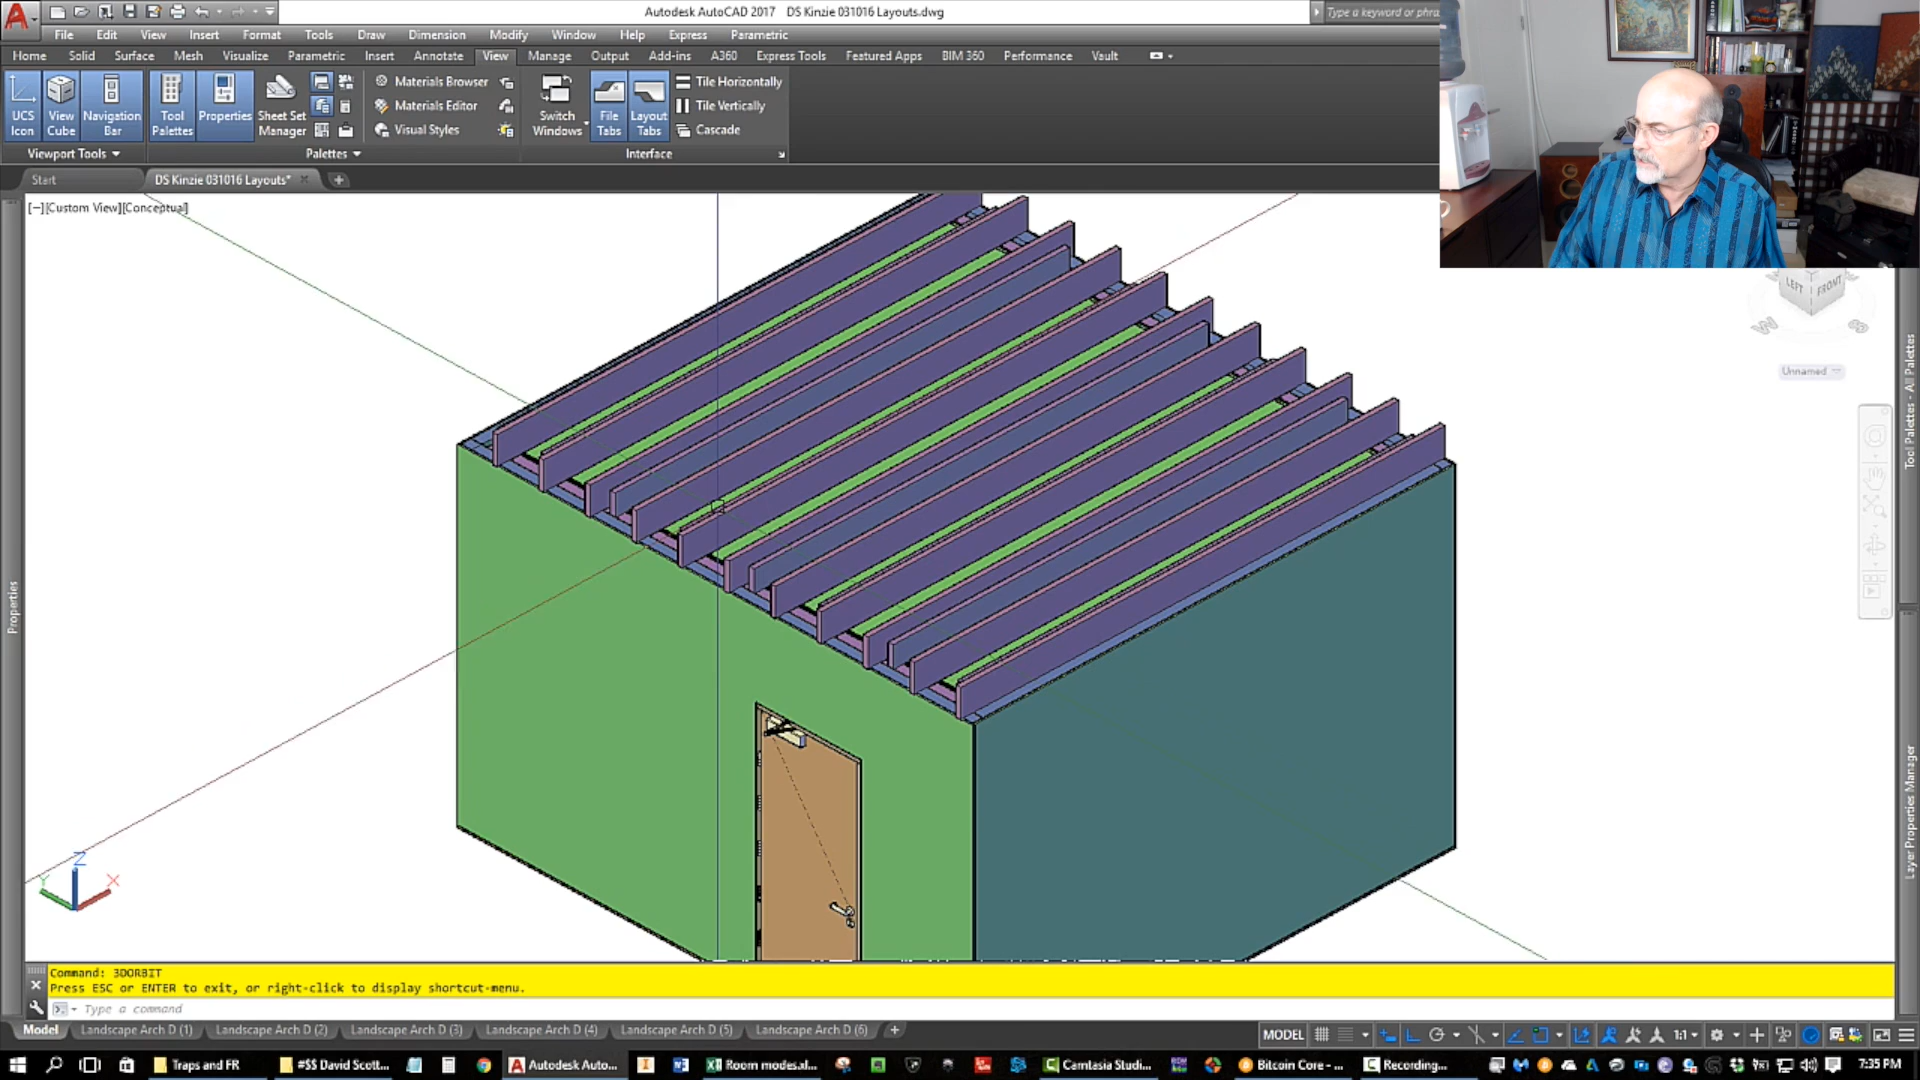 Autodesk AutoCAD 2017 DS Kinzie 031016 Layouts.dwg
Type a keyword or phra
File Edit View Insert Format Tools Draw Dimension Modify Window Help Express Parametric
Home Solid Surface Mesh Visualize Parametric Insert Annotate View Manage Output Add-ins A360 Express Tools Featured Apps BIM 360 Performance Vault
UCS Icon
View Cube
Navigation Bar
Tool Palettes
Properties
Sheet Set Manager
Materials Browser
Materials Editor
Visual Styles
Switch Windows
File Tabs
Layout Tabs
Tile Horizontally
Tile Vertically
Cascade
Viewport Tools
Palettes
Interface
Start
DS Kinzie 031016 Layouts*
[−][Custom View][Conceptual]
LEFT
FRONT
W
Unnamed
Tool Palettes - All Palettes
Properties
Layer Properties Manager
Z
Y
X
Command: 3DORBIT
Press ESC or ENTER to exit, or right-click to display shortcut-menu.
Type a command
Model Landscape Arch D (1) Landscape Arch D (2) Landscape Arch D (3) Landscape Arch D (4) Landscape Arch D (5) Landscape Arch D (6) +
MODEL
1:1
Traps and FR
#$$ David Scott...
Autodesk Auto...
Room modes.al...
Camtasia Studi...
Bitcoin Core - ...
Recording...
7:35 PM